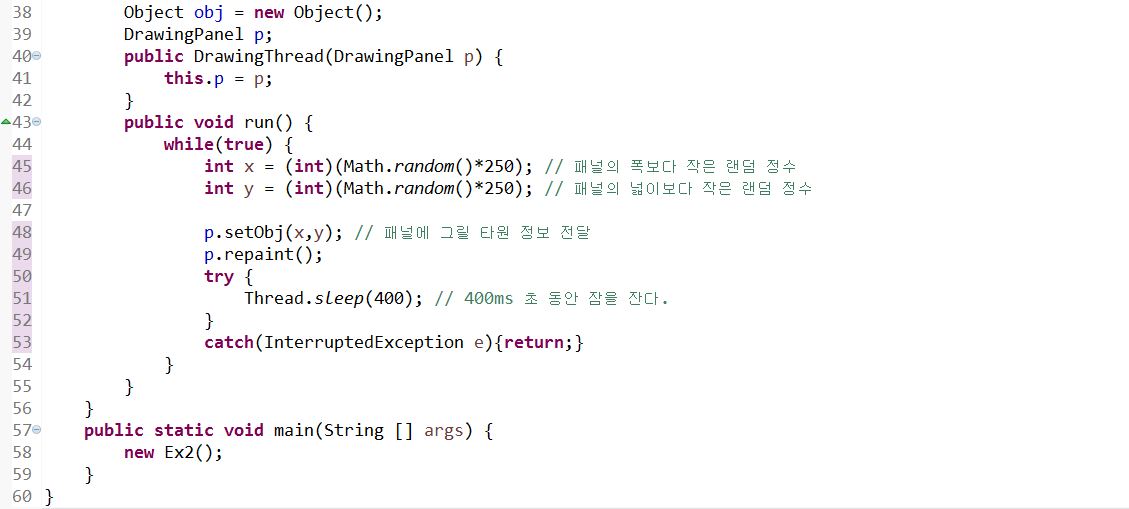 38 Object obj = new Object();
39 DrawingPanel p;
40 public DrawingThread(DrawingPanel p) {
41 this.p = p;
42 }
43 public void run() {
44 while(true) {
45 int x = (int)(Math.random()*250); // 패널의 폭보다 작은 랜덤 정수
46 int y = (int)(Math.random()*250); // 패널의 넓이보다 작은 랜덤 정수
47
48 p.setObj(x,y); // 패널에 그릴 타원 정보 전달
49 p.repaint();
50 try {
51 Thread.sleep(400); // 400ms 초 동안 잠을 잔다.
52 }
53 catch(InterruptedException e){return;}
54 }
55 }
56 }
57 public static void main(String [] args) {
58 new Ex2();
59 }
60 }